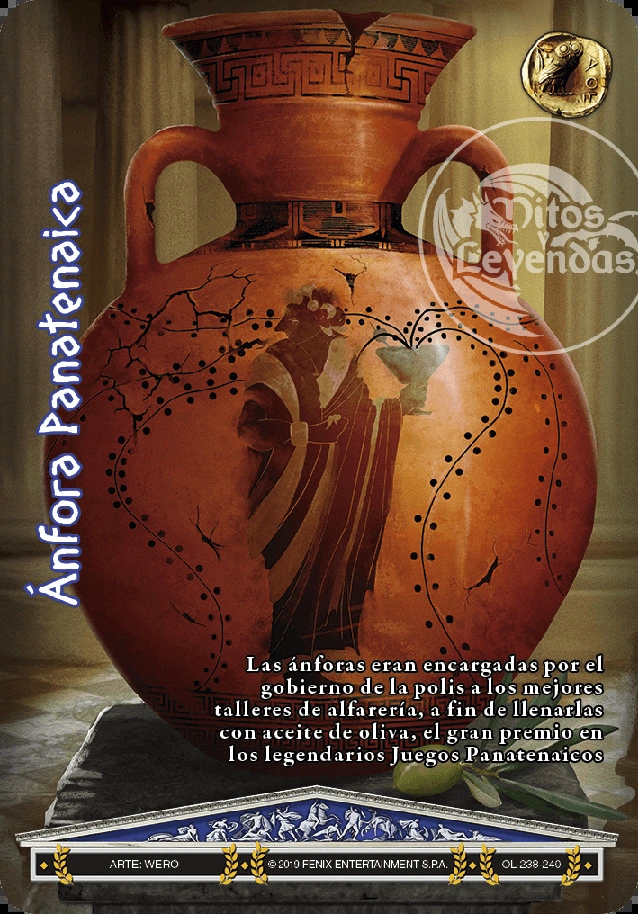 Mitos
y
Leyendas
Ánfora Panatenaica
Las ánforas eran encargadas por el
gobierno de la polis a los mejores
talleres de alfarería, a fin de llenarlas
con aceite de oliva, el gran premio en
los legendarios Juegos Panatenaicos
ARTE: WERO
© 2019 FENIX ENTERTAINMENT S.P.A.
OL 238-240